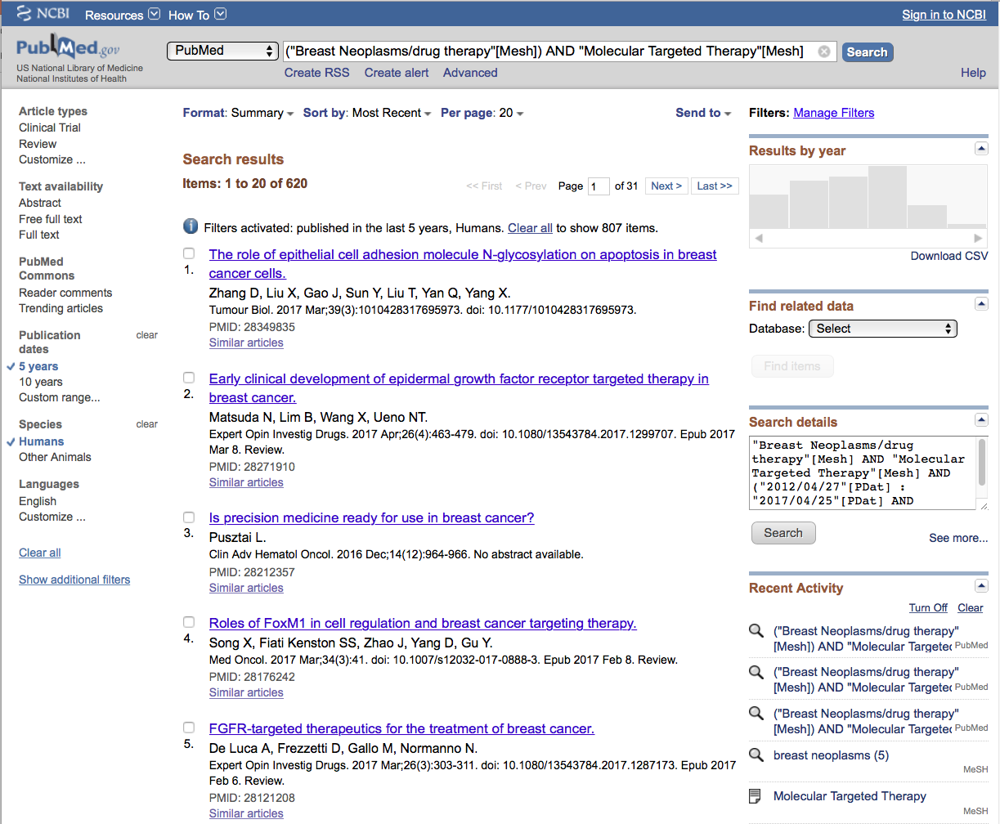 NCBI Resources How To Sign in to NCBI
PubMed.gov
US National Library of Medicine
National Institutes of Health
PubMed
("Breast Neoplasms/drug therapy"[Mesh]) AND "Molecular Targeted Therapy"[Mesh]
Search
Create RSS Create alert Advanced
Help
Article types
Clinical Trial
Review
Customize ...
Text availability
Abstract
Free full text
Full text
PubMed
Commons
Reader comments
Trending articles
Publication clear
dates
5 years
10 years
Custom range...
Species clear
Humans
Other Animals
Languages
English
Customize ...
Clear all
Show additional filters
Format: Summary Sort by: Most Recent Per page: 20 Send to
Search results
Items: 1 to 20 of 620
<< First < Prev Page 1 of 31 Next > Last >>
Filters activated: published in the last 5 years, Humans. Clear all to show 807 items.
1.
The role of epithelial cell adhesion molecule N-glycosylation on apoptosis in breast
cancer cells.
Zhang D, Liu X, Gao J, Sun Y, Liu T, Yan Q, Yang X.
Tumour Biol. 2017 Mar;39(3):1010428317695973. doi: 10.1177/1010428317695973.
PMID: 28349835
Similar articles
2.
Early clinical development of epidermal growth factor receptor targeted therapy in
breast cancer.
Matsuda N, Lim B, Wang X, Ueno NT.
Expert Opin Investig Drugs. 2017 Apr;26(4):463-479. doi: 10.1080/13543784.2017.1299707. Epub 2017
Mar 8. Review.
PMID: 28271910
Similar articles
3.
Is precision medicine ready for use in breast cancer?
Pusztai L.
Clin Adv Hematol Oncol. 2016 Dec;14(12):964-966. No abstract available.
PMID: 28212357
Similar articles
4.
Roles of FoxM1 in cell regulation and breast cancer targeting therapy.
Song X, Fiati Kenston SS, Zhao J, Yang D, Gu Y.
Med Oncol. 2017 Mar;34(3):41. doi: 10.1007/s12032-017-0888-3. Epub 2017 Feb 8. Review.
PMID: 28176242
Similar articles
5.
FGFR-targeted therapeutics for the treatment of breast cancer.
De Luca A, Frezzetti D, Gallo M, Normanno N.
Expert Opin Investig Drugs. 2017 Mar;26(3):303-311. doi: 10.1080/13543784.2017.1287173. Epub 2017
Feb 6. Review.
PMID: 28121208
Similar articles
Filters: Manage Filters
Results by year
Download CSV
Find related data
Database: Select
Find items
Search details
"Breast Neoplasms/drug
therapy"[Mesh] AND "Molecular
Targeted Therapy"[Mesh] AND
("2012/04/27"[PDat] :
"2017/04/25"[PDat] AND
Search
See more...
Recent Activity
Turn Off Clear
("Breast Neoplasms/drug therapy"
[Mesh]) AND "Molecular Targetec PubMed
("Breast Neoplasms/drug therapy"
[Mesh]) AND "Molecular Targetec PubMed
("Breast Neoplasms/drug therapy"
[Mesh]) AND "Molecular Targetec PubMed
breast neoplasms (5)
MeSH
Molecular Targeted Therapy
MeSH